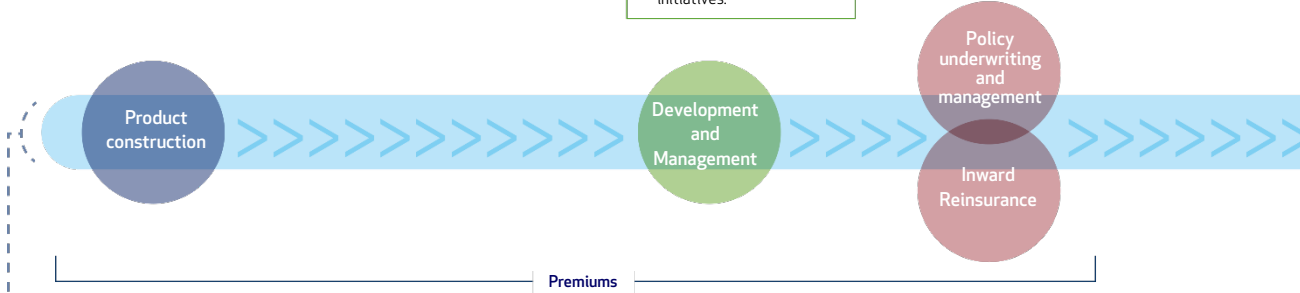 initiatives.
Product
construction
Development
and
Management
Policy
underwriting
and
management
Inward
Reinsurance
Premiums